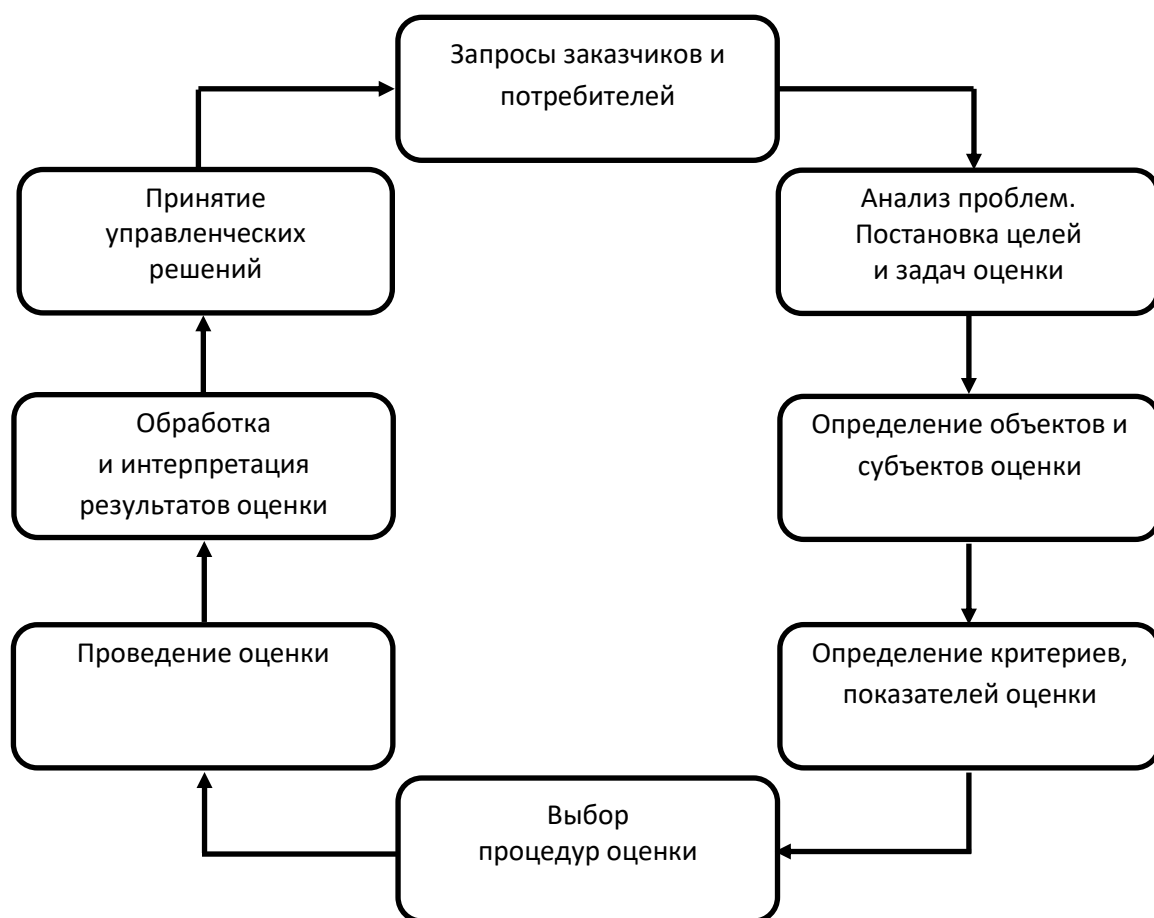 Запросы заказчиков и
потребителей
Анализ проблем.
Постановка целей
и задач оценки
Определение объектов и
субъектов оценки
Определение критериев,
показателей оценки
Выбор
процедур оценки
Проведение оценки
Обработка
и интерпретация
результатов оценки
Принятие
управленческих
решений